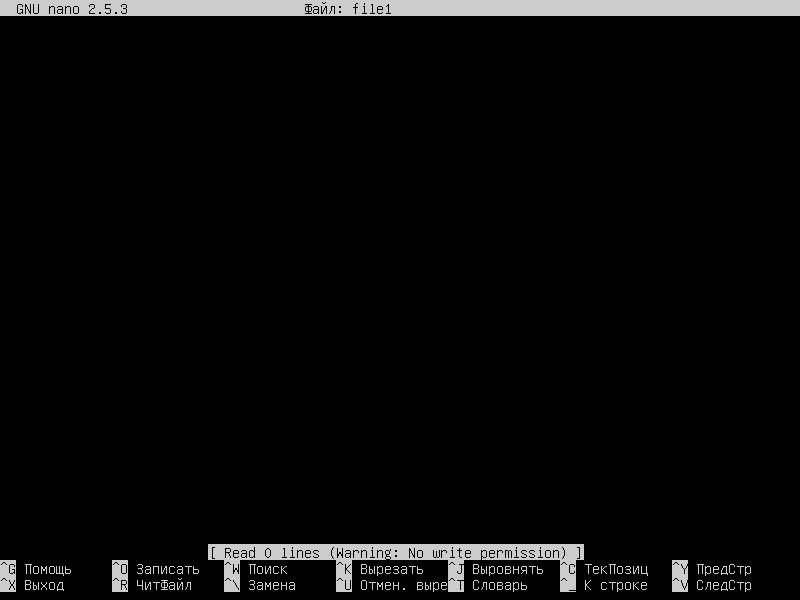 GNU nano 2.5.3 Файл: file1
[ Read 0 lines (Warning: No write permission) ]
^G Помощь ^O Записать ^W Поиск ^K Вырезать ^J Выровнять ^C ТекПозиц ^Y ПредСтр
^X Выход ^R ЧитФайл ^\ Замена ^U Отмен. выре^T Словарь ^_ К строке ^V СледСтр